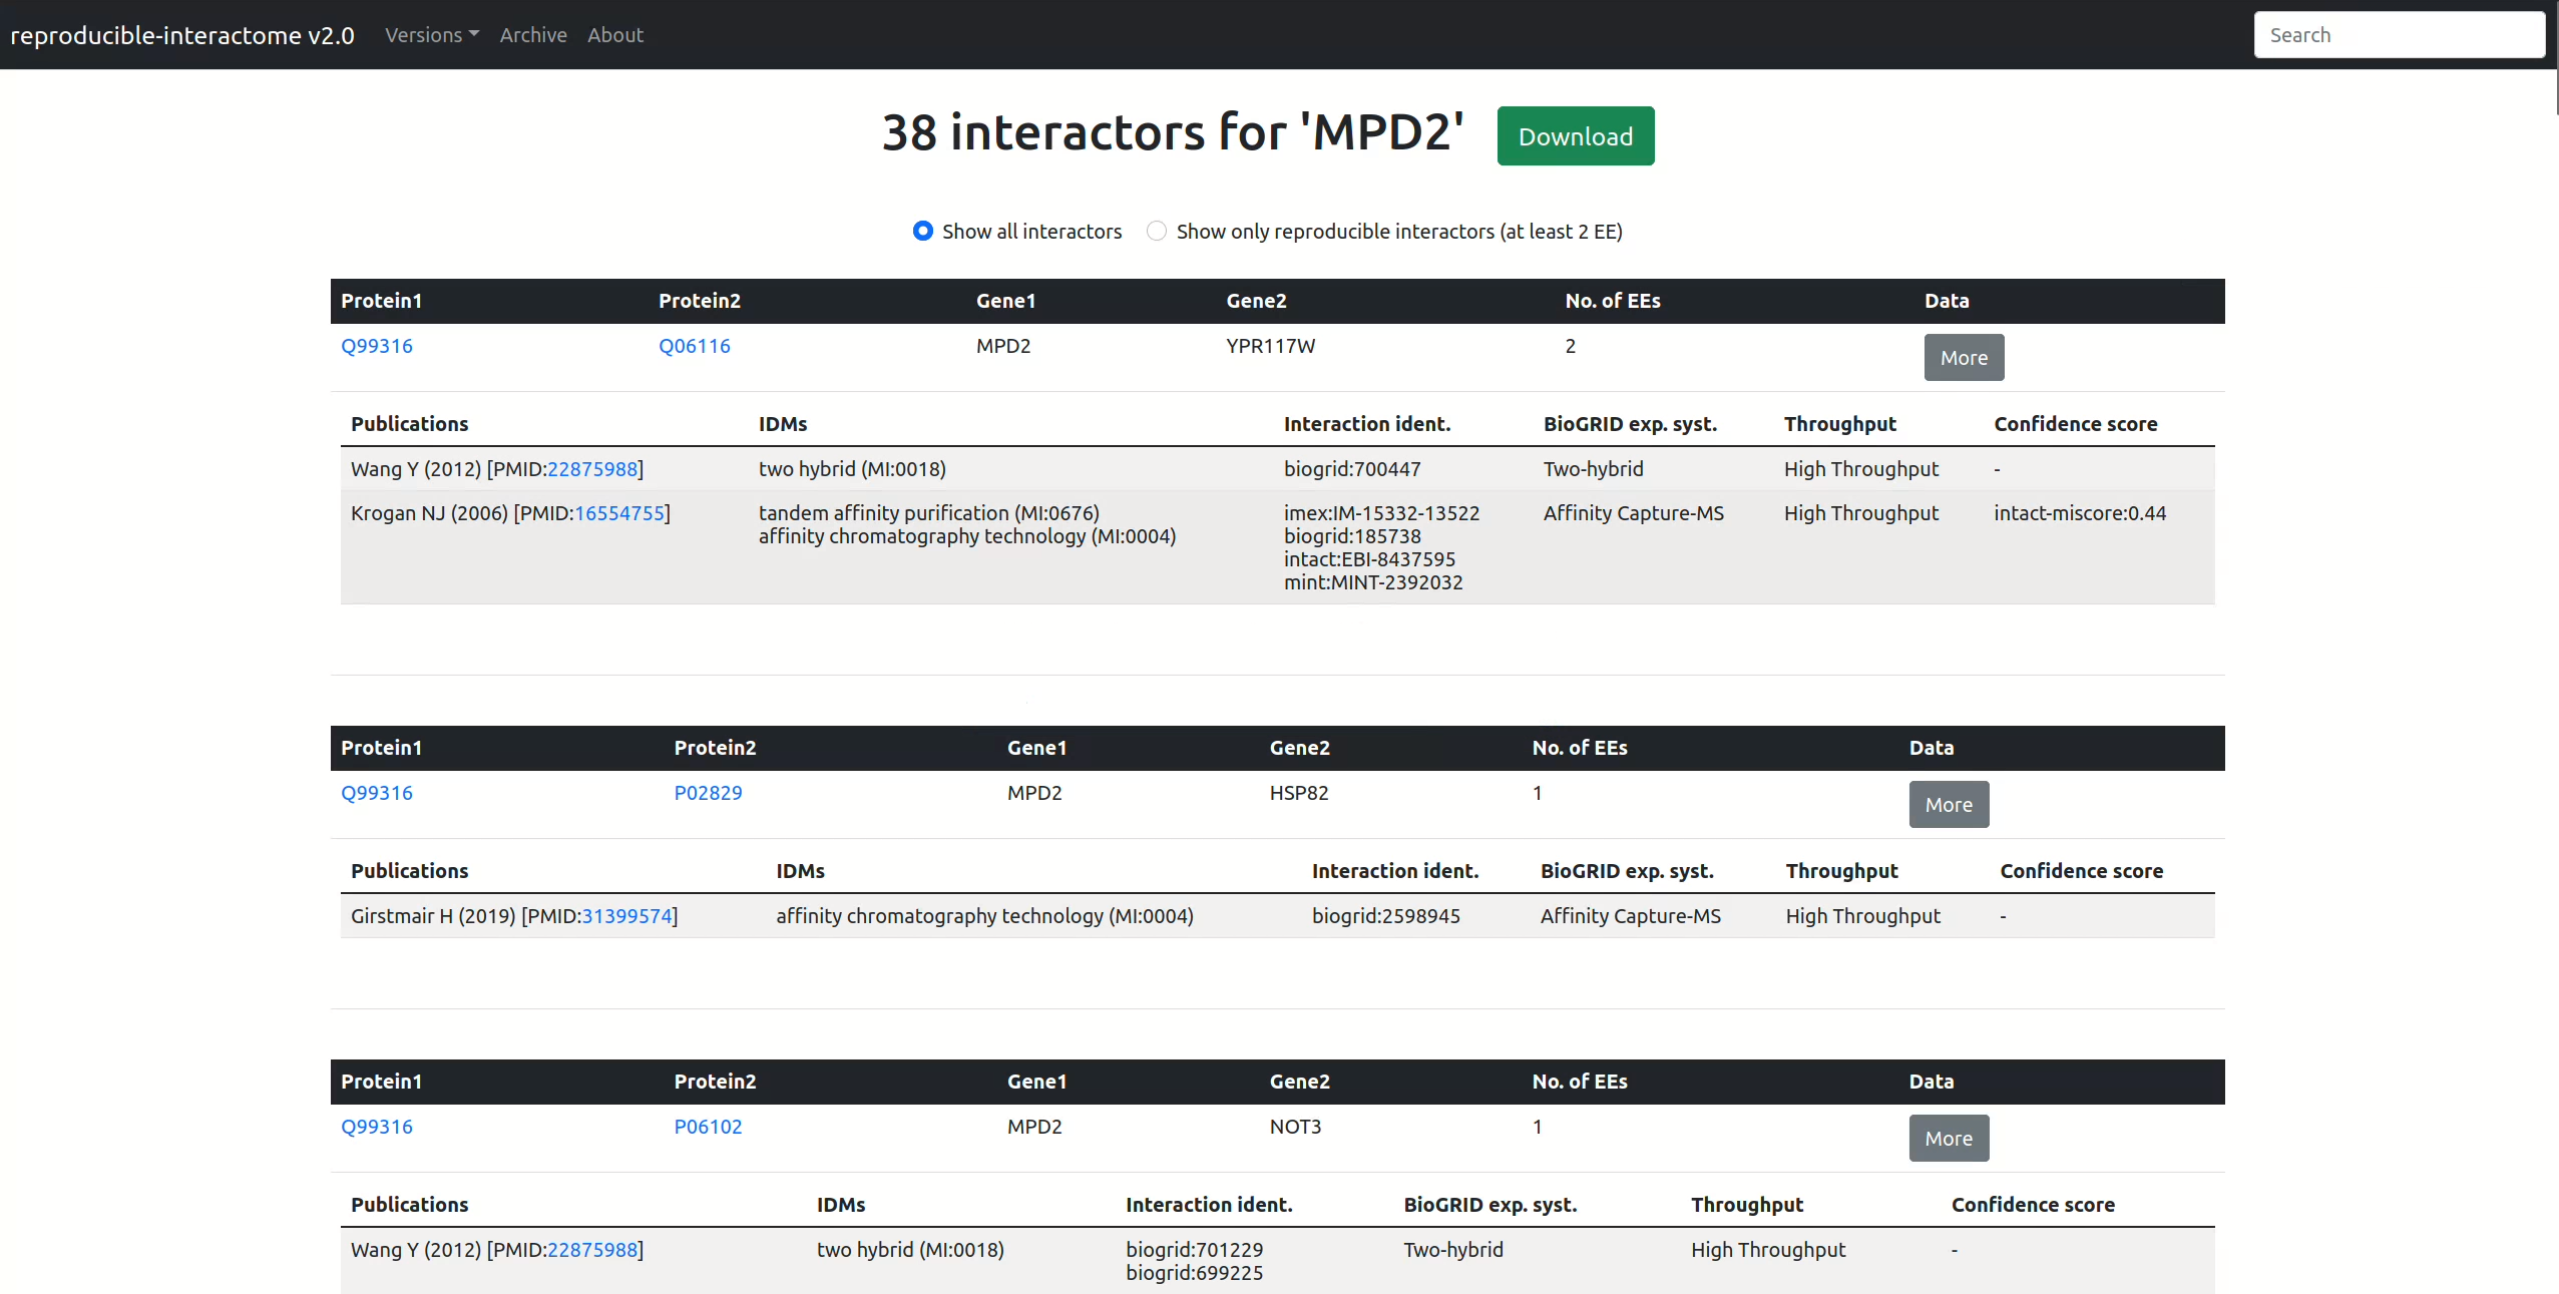 reproducible-interactome v2.0 Versions Archive About Search
38 interactors for 'MPD2' Download
Show all interactors Show only reproducible interactors (at least 2 EE)
Protein1 Protein2 Gene1 Gene2 No. of EEs Data
Q99316 Q06116 MPD2 YPR117W 2 More
Publications IDMs Interaction ident. BioGRID exp. syst. Throughput Confidence score
Wang Y (2012) [PMID:22875988] two hybrid (MI:0018) biogrid:700447 Two-hybrid High Throughput -
Krogan NJ (2006) [PMID:16554755] tandem affinity purification (MI:0676) imex:IM-15332-13522 Affinity Capture-MS High Throughput intact-miscore:0.44
affinity chromatography technology (MI:0004) biogrid:185738
intact:EBI-8437595
mint:MINT-2392032
Protein1 Protein2 Gene1 Gene2 No. of EEs Data
Q99316 P02829 MPD2 HSP82 1 More
Publications IDMs Interaction ident. BioGRID exp. syst. Throughput Confidence score
Girstmair H (2019) [PMID:31399574] affinity chromatography technology (MI:0004) biogrid:2598945 Affinity Capture-MS High Throughput -
Protein1 Protein2 Gene1 Gene2 No. of EEs Data
Q99316 P06102 MPD2 NOT3 1 More
Publications IDMs Interaction ident. BioGRID exp. syst. Throughput Confidence score
Wang Y (2012) [PMID:22875988] two hybrid (MI:0018) biogrid:701229 Two-hybrid High Throughput -
biogrid:699225